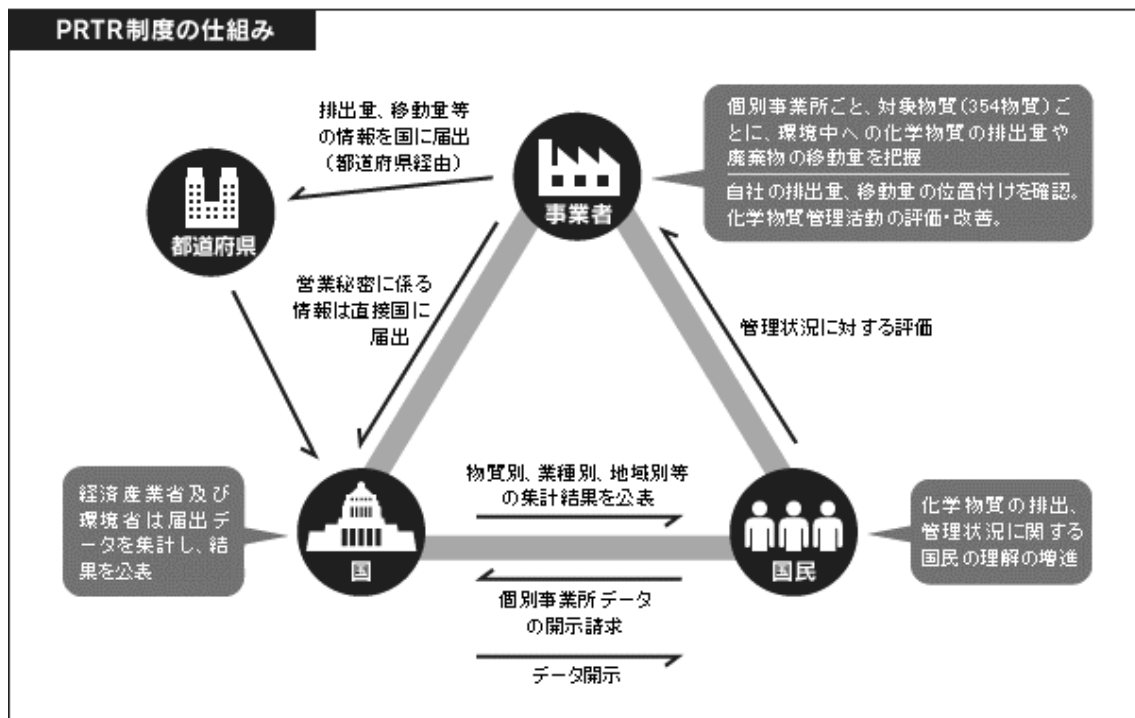 PRTR制度の仕組み
排出量、移動量等
の情報を国に届出
（都道府県経由）
事業者
個別事業所ごと、対象物質（354物質）ご
とに、環境中への化学物質の排出量や
廃棄物の移動量を把握
自社の排出量、移動量の位置付けを確認。
化学物質管理活動の評価・改善。
都道府県
営業秘密に係る
情報は直接国に
届出
管理状況に対する評価
経済産業省及び
環境省は届出デ
ータを集計し、結
果を公表
国
物質別、業種別、地域別等
の集計結果を公表
国民
化学物質の排出、
管理状況に関する
国民の理解の増進
個別事業所データ
の開示請求
データ開示